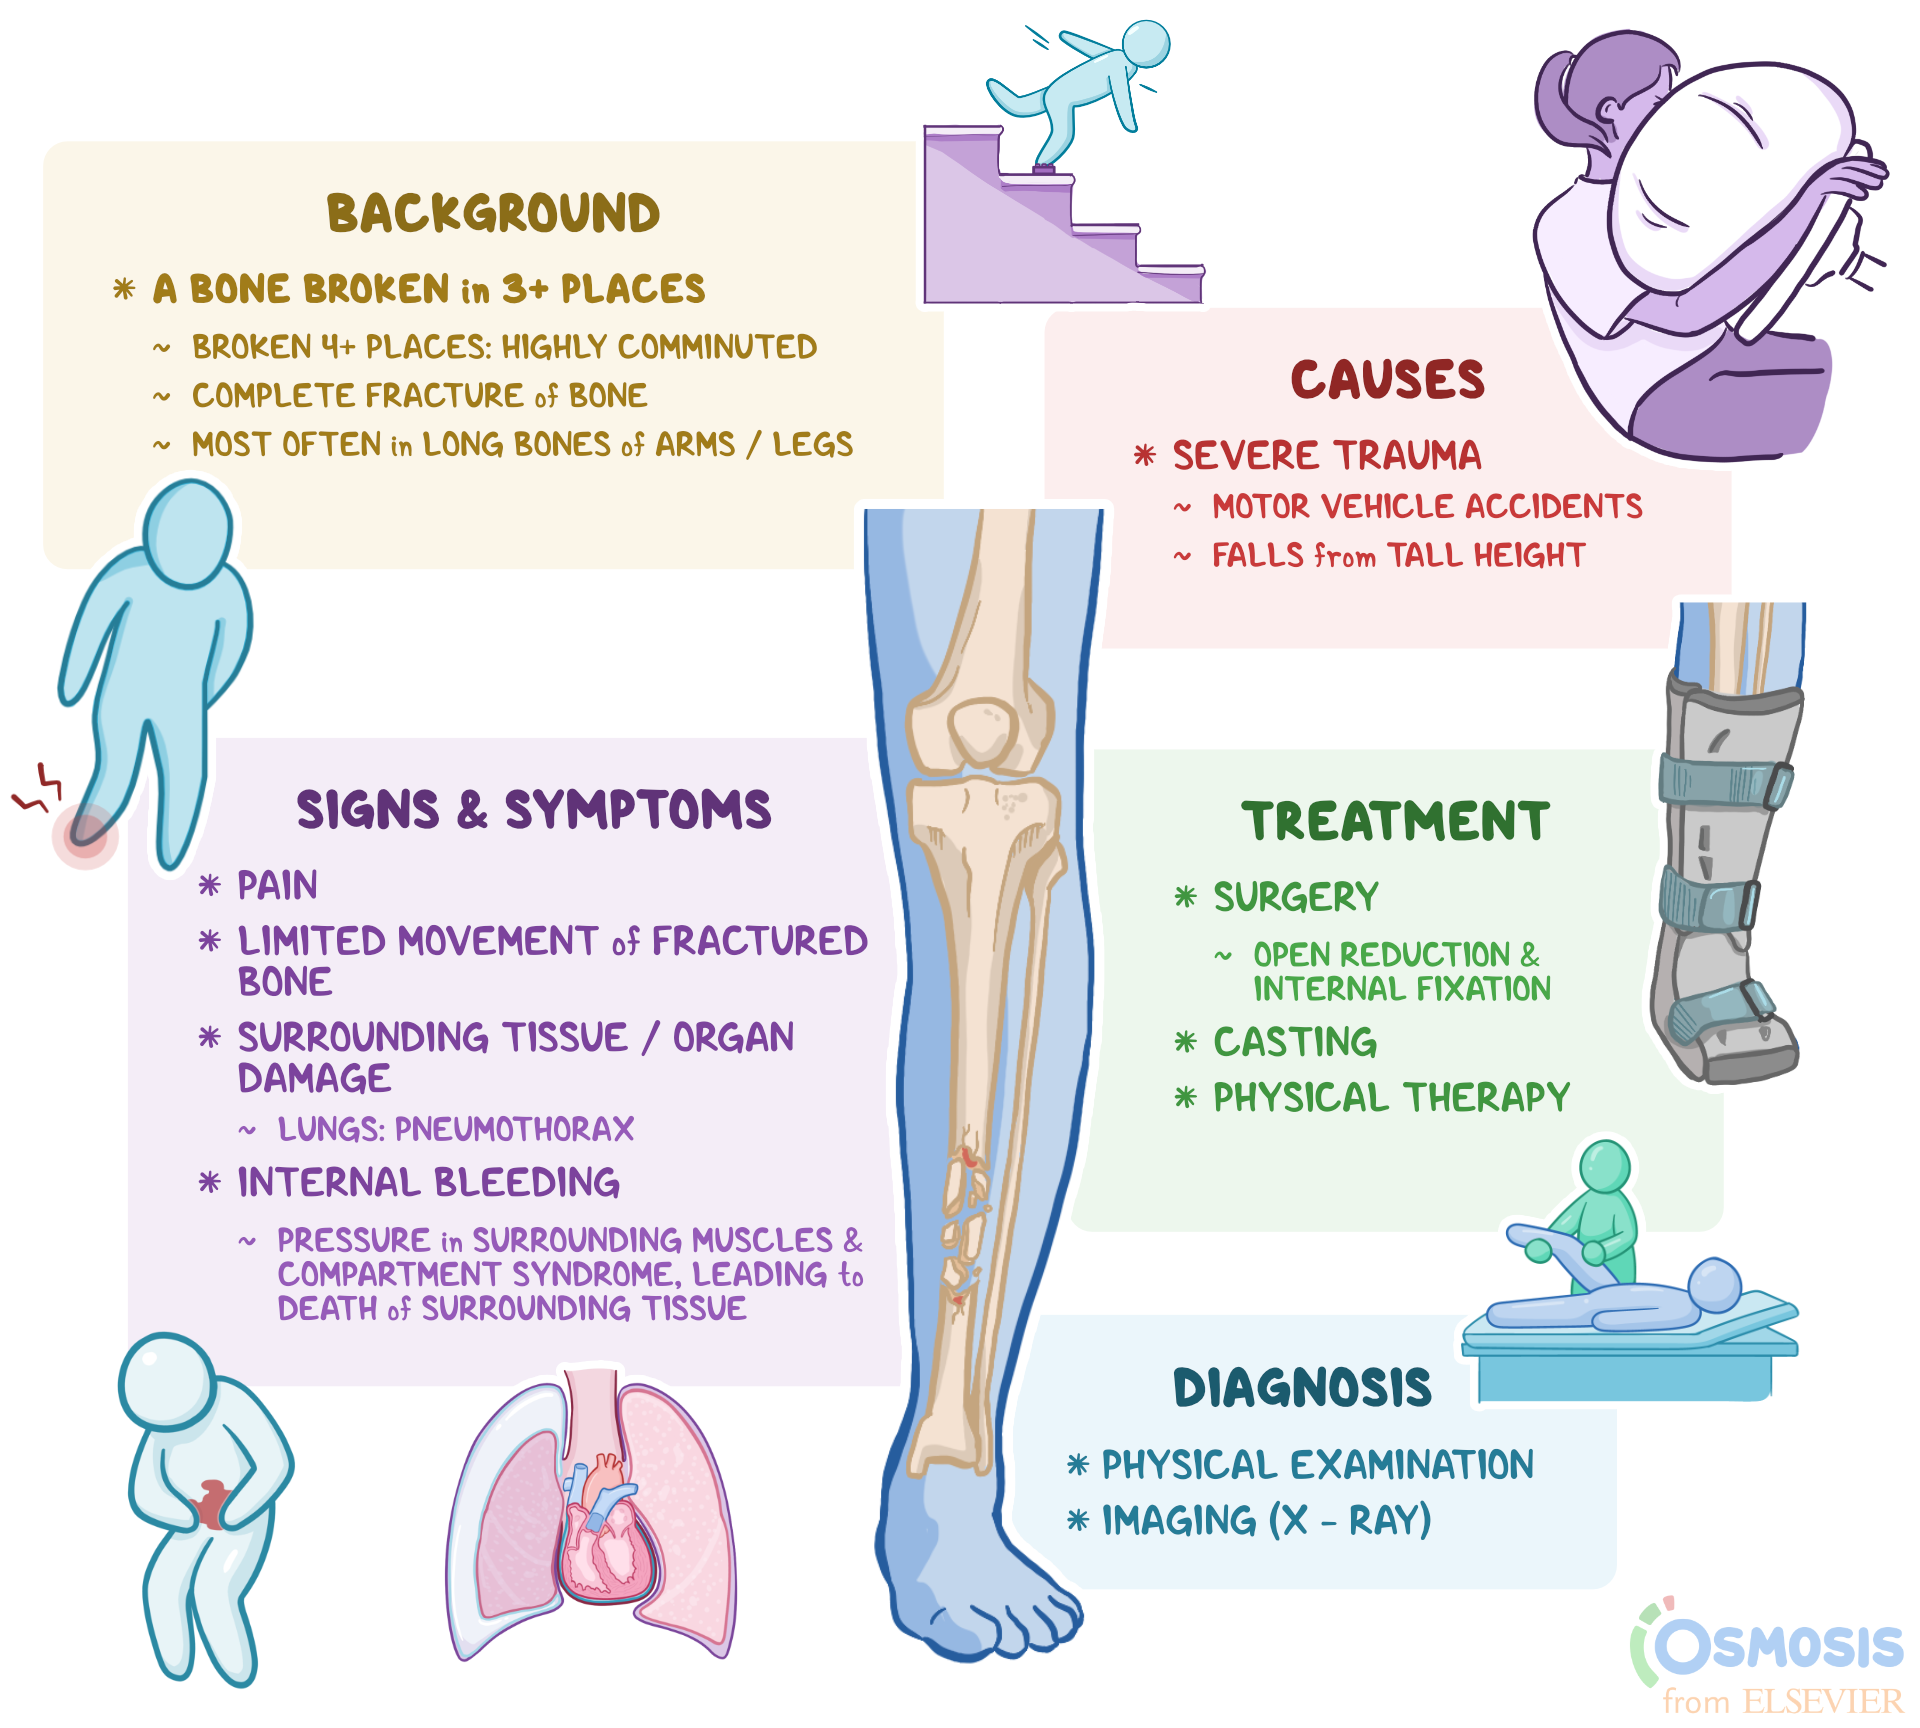 BACKGROUND
* A BONE BROKEN in 3+ PLACES
~ BROKEN 4+ PLACES: HIGHLY COMMINUTED
~ COMPLETE FRACTURE of BONE
~ MOST OFTEN in LONG BONES of ARMS / LEGS
CAUSES
* SEVERE TRAUMA
~ MOTOR VEHICLE ACCIDENTS
~ FALLS from TALL HEIGHT
SIGNS & SYMPTOMS
* PAIN
* LIMITED MOVEMENT of FRACTURED
BONE
* SURROUNDING TISSUE / ORGAN
DAMAGE
~ LUNGS: PNEUMOTHORAX
* INTERNAL BLEEDING
~ PRESSURE in SURROUNDING MUSCLES &
COMPARTMENT SYNDROME, LEADING to
DEATH of SURROUNDING TISSUE
TREATMENT
* SURGERY
~ OPEN REDUCTION &
INTERNAL FIXATION
* CASTING
* PHYSICAL THERAPY
DIAGNOSIS
* PHYSICAL EXAMINATION
* IMAGING (X - RAY)
OSMOSIS
from ELSEVIER